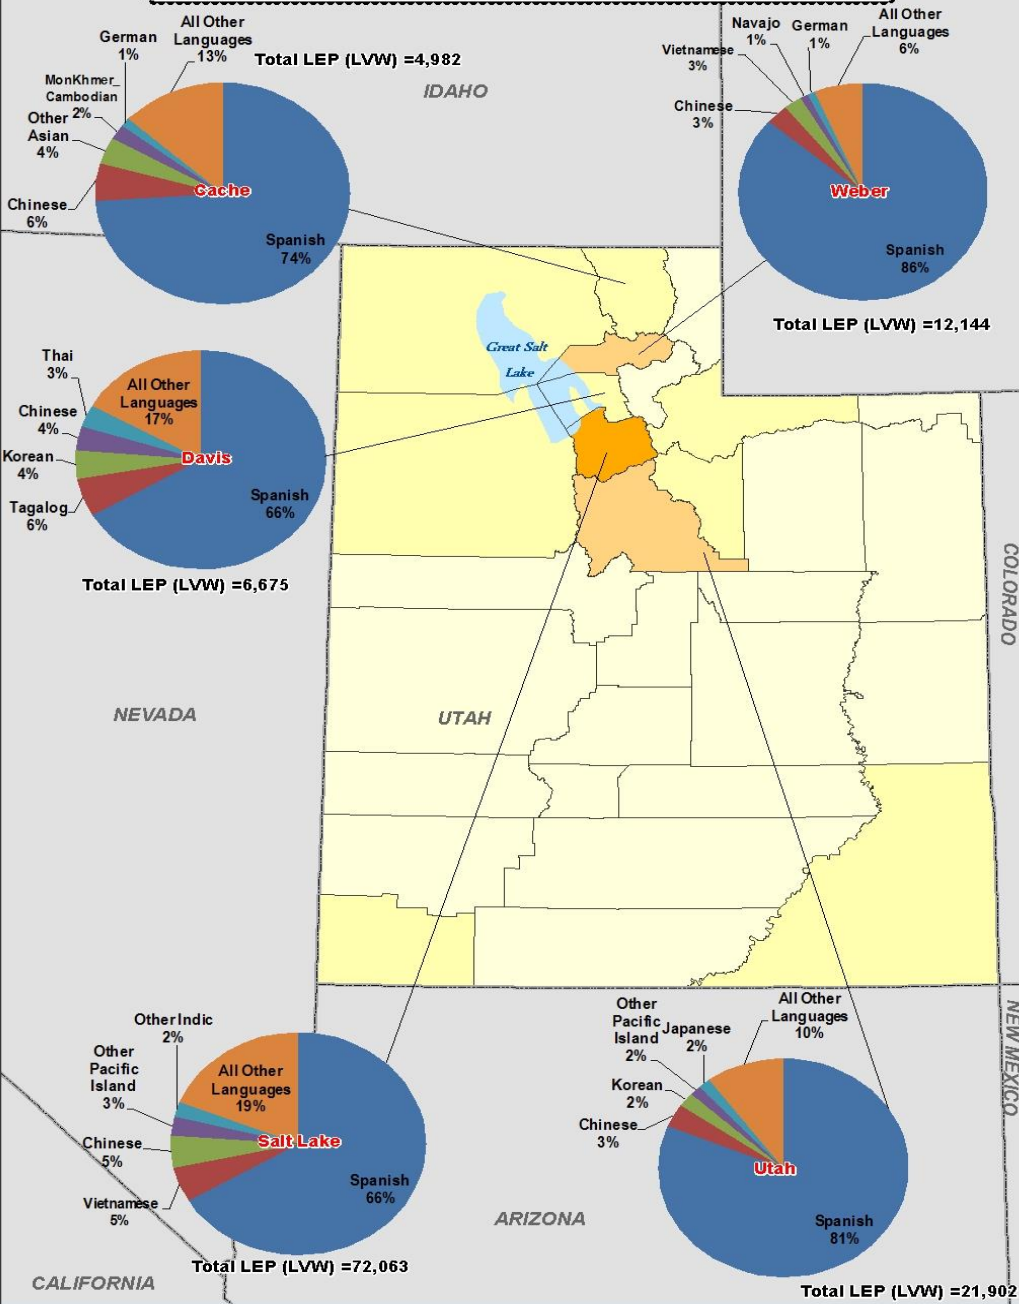 All Other
Languages
13%
German
1%
MonKhmer_
Cambodian
2%
Other
Asian
4%
Chinese
6%
Cache
Spanish
74%
Total LEP (LVW) =4,982
IDAHO
Navajo
1%
German
1%
All Other
Languages
6%
Vietnamese
3%
Chinese
3%
Weber
Spanish
86%
Total LEP (LVW) =12,144
Great Salt
Lake
Thai
3%
All Other
Languages
17%
Chinese
4%
Korean
4%
Tagalog
6%
Davis
Spanish
66%
Total LEP (LVW) =6,675
COLORADO
NEVADA
UTAH
Other Indic
2%
Other
Pacific
Island
3%
All Other
Languages
19%
Chinese
5%
Vietnamese
5%
Salt Lake
Spanish
66%
Total LEP (LVW) =72,063
Other
Pacific
Island
2%
Japanese
2%
All Other
Languages
10%
Korean
2%
Chinese
3%
Utah
Spanish
81%
Total LEP (LVW) =21,902
NEW MEXICO
ARIZONA
CALIFORNIA